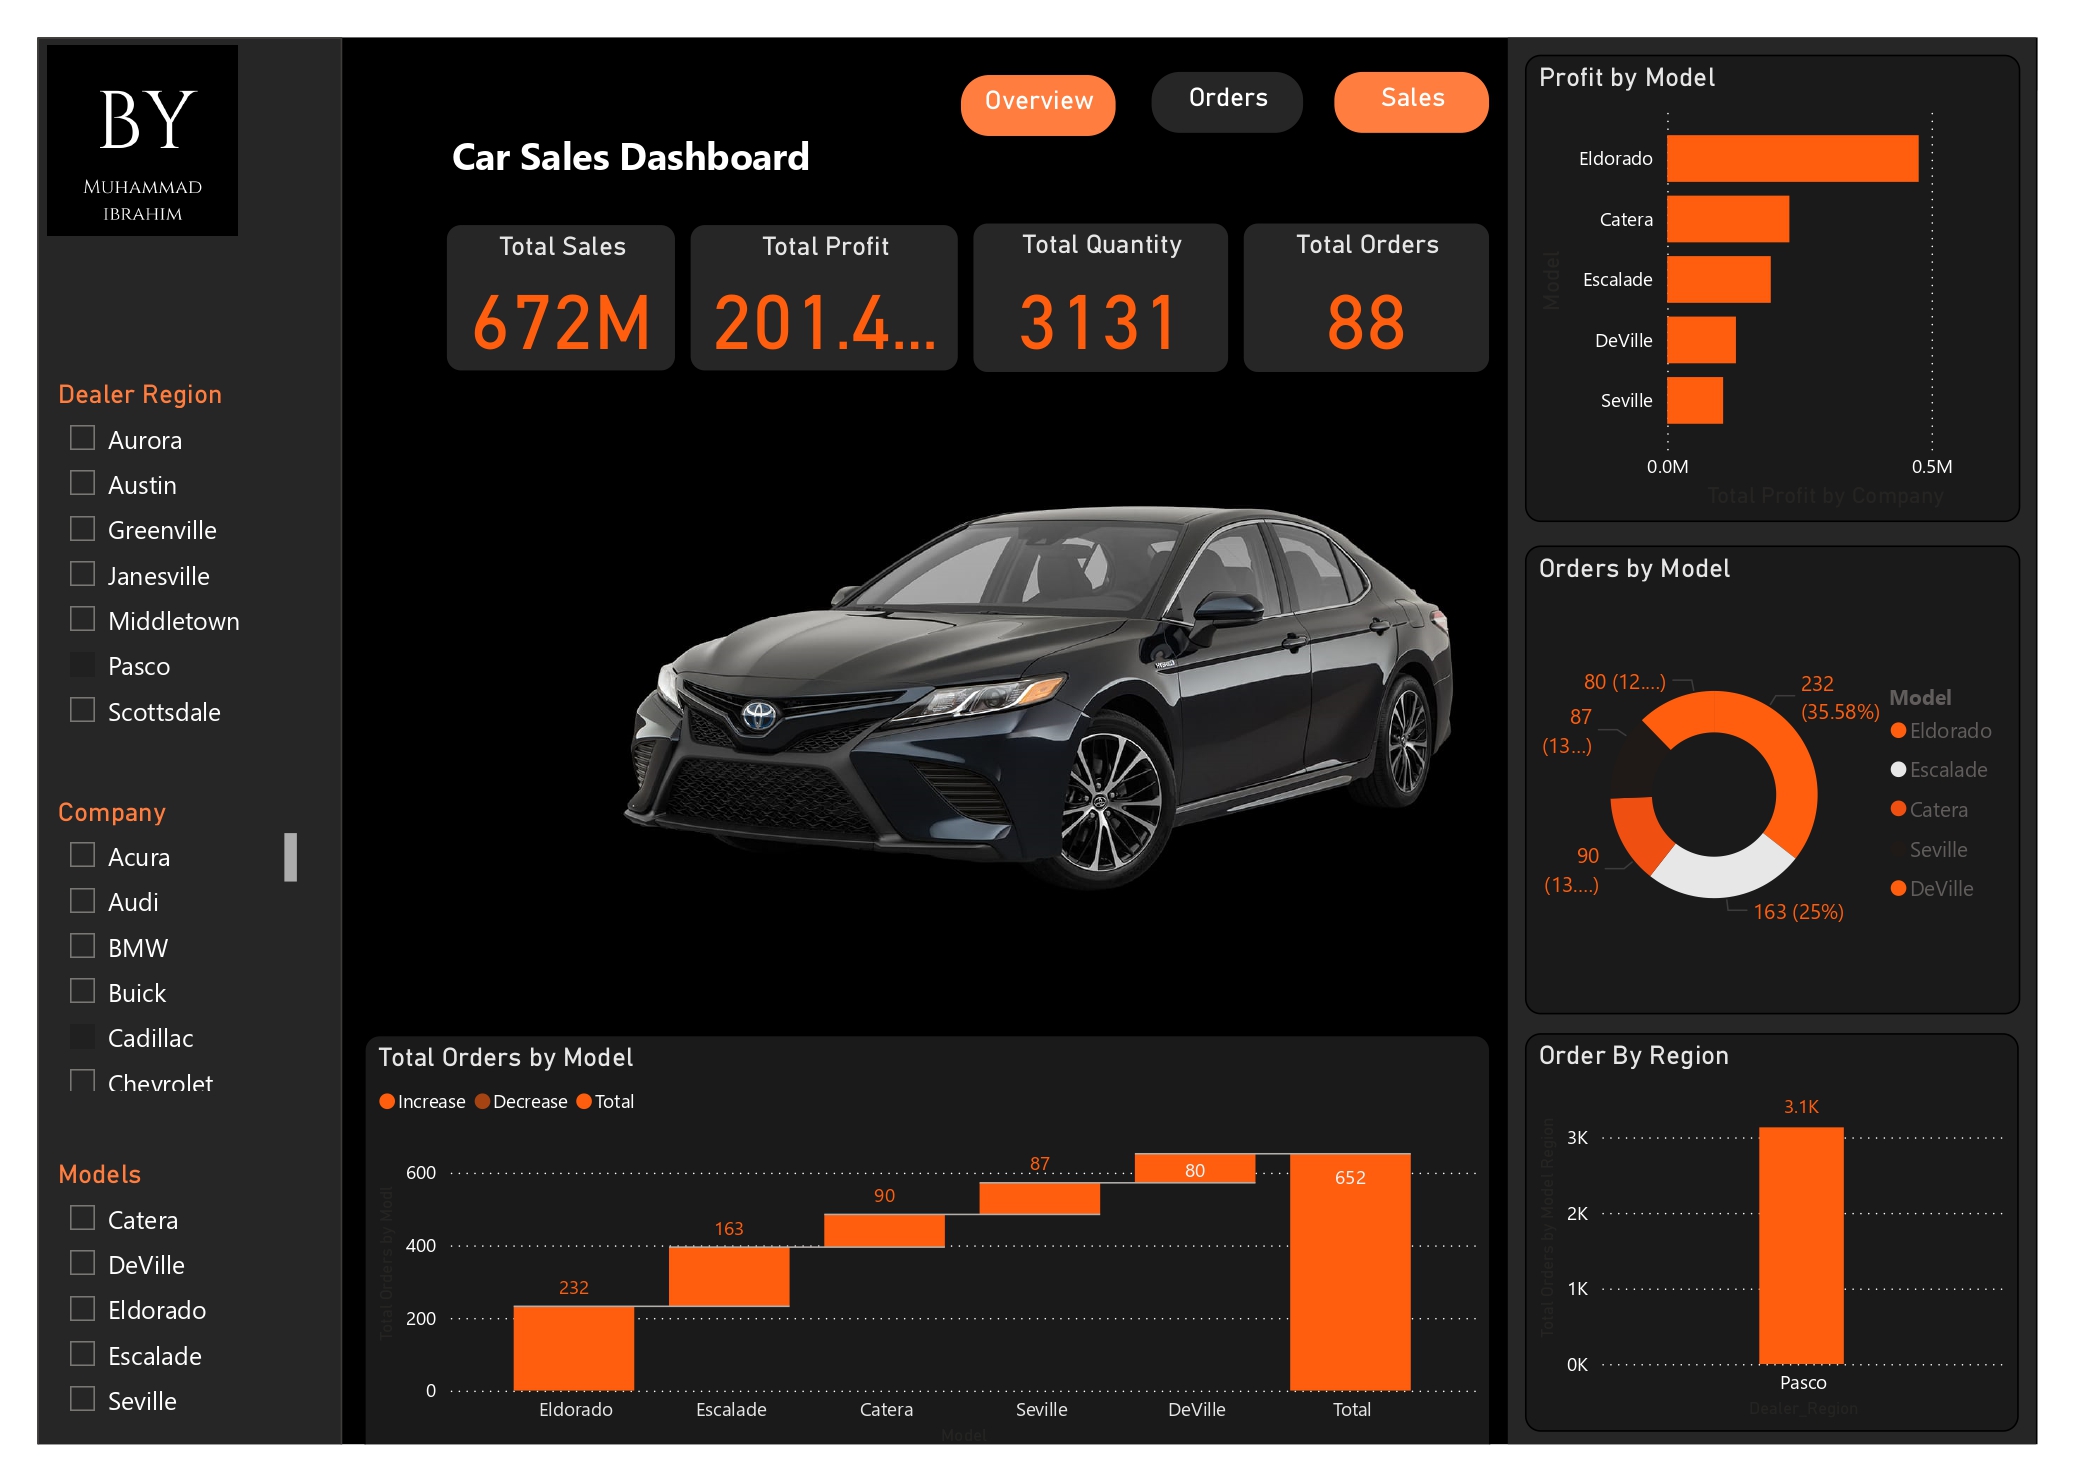 BY
MUHAMMAD
IBRAHIM
Overview
Orders
Sales
Car Sales Dashboard
Total Sales
672M
Total Profit
201.4...
Total Quantity
3131
Total Orders
88
Dealer Region
Aurora
Austin
Greenville
Janesville
Middletown
Pasco
Scottsdale
Company
Acura
Audi
BMW
Buick
Cadillac
Chevrolet
Models
Catera
DeVille
Eldorado
Escalade
Seville
HYBRID
Total Orders by Model
Increase Decrease Total
Total Orders by Modl
600
400
200
0
232
163
90
87
80
652
Eldorado Escalade Catera Seville DeVille Total
Model
Profit by Model
Model
Eldorado
Catera
Escalade
DeVille
Seville
0.0M 0.5M
Total Profit by Company
Orders by Model
80 (12....)
87
(13...)
90
(13....)
232
(35.58%)
163 (25%)
Model
Eldorado
Escalade
Catera
Seville
DeVille
Order By Region
Total Orders by Model Region
3.1K
3K
2K
1K
0K
Pasco
Dealer_Region